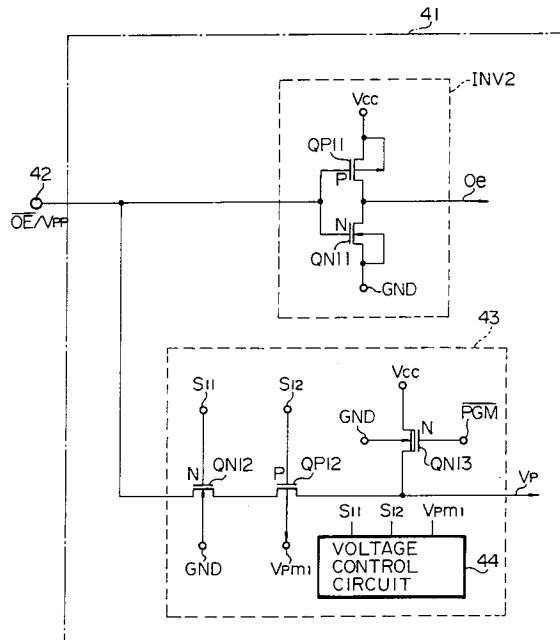 41
INV2
Vcc
QP11
P
42
OE/VPP
Oe
N
QN11
GND
43
S11
S12
Vcc
PGM
GND
N
QN13
N
QN12
P
QP12
VP
GND
VPm1
S11 S12 VPm1
VOLTAGE
CONTROL
CIRCUIT
44